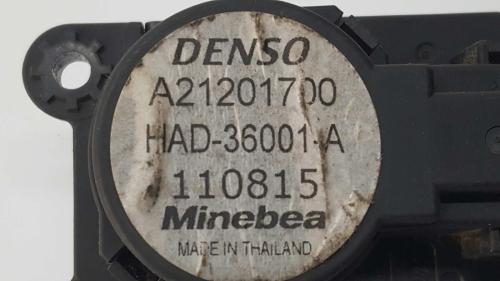 DENSO
A21201700
HAD-36001-A
110815
Minebea
MADE IN THAILAND